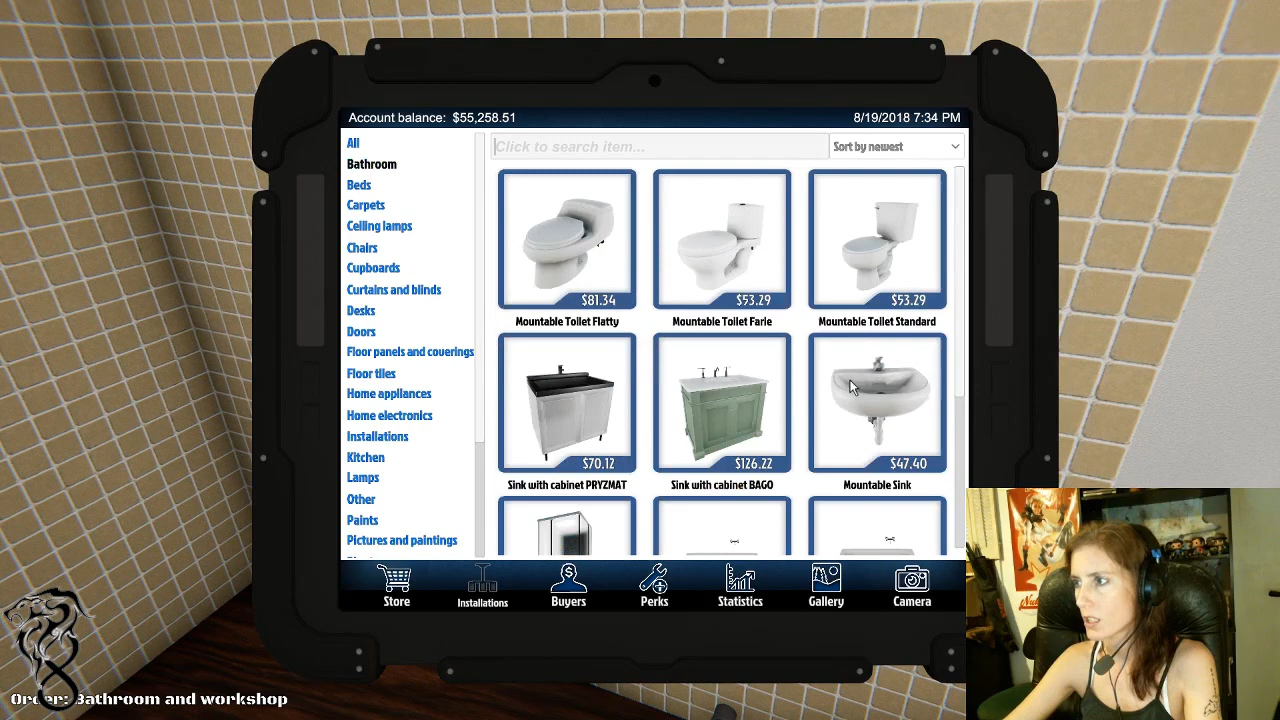 Account balance: $55,258.51
8/19/2018 7:34 PM
All
Bathroom
Beds
Carpets
Ceiling lamps
Chairs
Cupboards
Curtains and blinds
Desks
Doors
Floor panels and coverings
Floor tiles
Home appliances
Home electronics
Installations
Kitchen
Lamps
Other
Paints
Pictures and paintings
Click to search item...
Sort by newest
$81.34
$53.29
$53.29
Mountable Toilet Flatty
Mountable Toilet Farle
Mountable Toilet Standard
$70.12
$126.22
$47.40
Sink with cabinet PRYZMAT
Sink with cabinet BAGO
Mountable Sink
Store
Installations
Buyers
Perks
Statistics
Gallery
Camera
Order: Bathroom and workshop